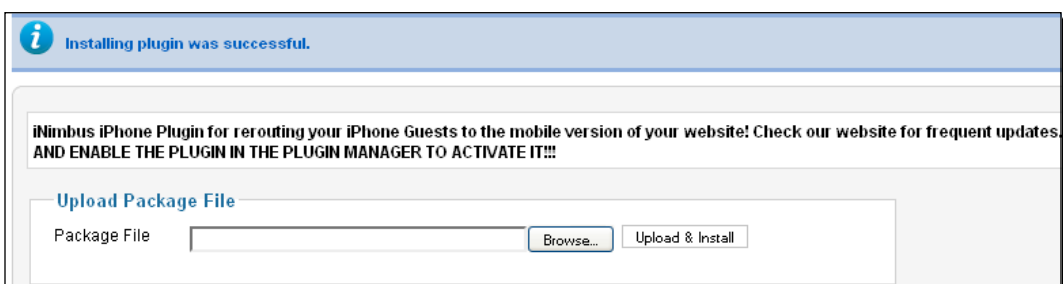 i
Installing plugin was successful.
iNimbus iPhone Plugin for rerouting your iPhone Guests to the mobile version of your website! Check our website for frequent updates.
AND ENABLE THE PLUGIN IN THE PLUGIN MANAGER TO ACTIVATE IT!!!
Upload Package File
Package File Browse... Upload & Install